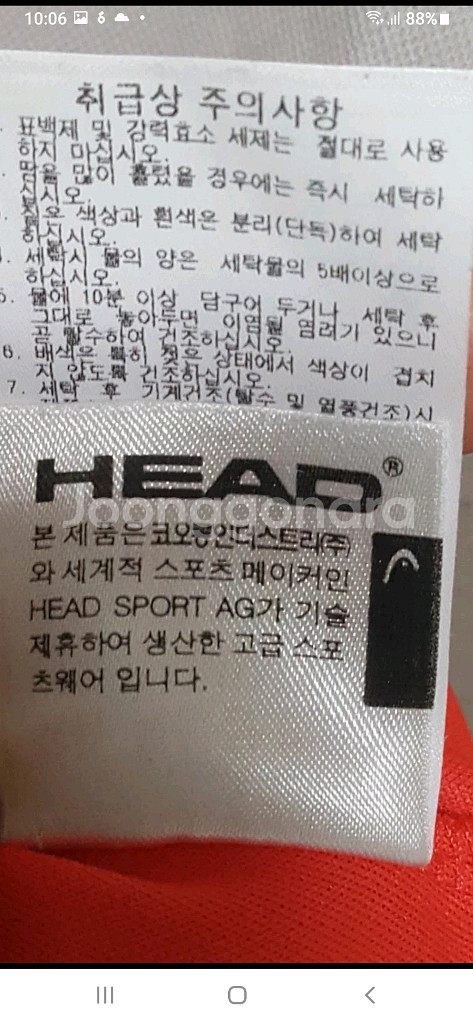 10:06
88%
취급상 주의사항
표백제 및 강력효소 세제는 절대로 사용
하지 마십시오.
땀을 많이 흘렸을 경우에는 즉시 세탁하
십시오.
짙은 색상과 흰색은 분리(단독)하여 세탁
하십시오.
세탁시 물의 양은 세탁물의 5배이상으로
하십시오.
5. 물에 10분 이상 담구어 두거나 세탁 후
그대로 놓아두면 이염될 염려가 있으니
곧 탈수하여 건조하십시오.
6. 배색은 특히 젖은 상태에서 색상이 겹치
지 않도록 건조하십시오.
7. 세탁 후 기계건조(탈수 및 열풍건조)시
HEAD®
Joongonara
본 제품은 코오롱인더스트리(주)
와 세계적 스포츠 메이커인
HEAD SPORT AG가 기술
제휴하여 생산한 고급 스포
츠웨어 입니다.